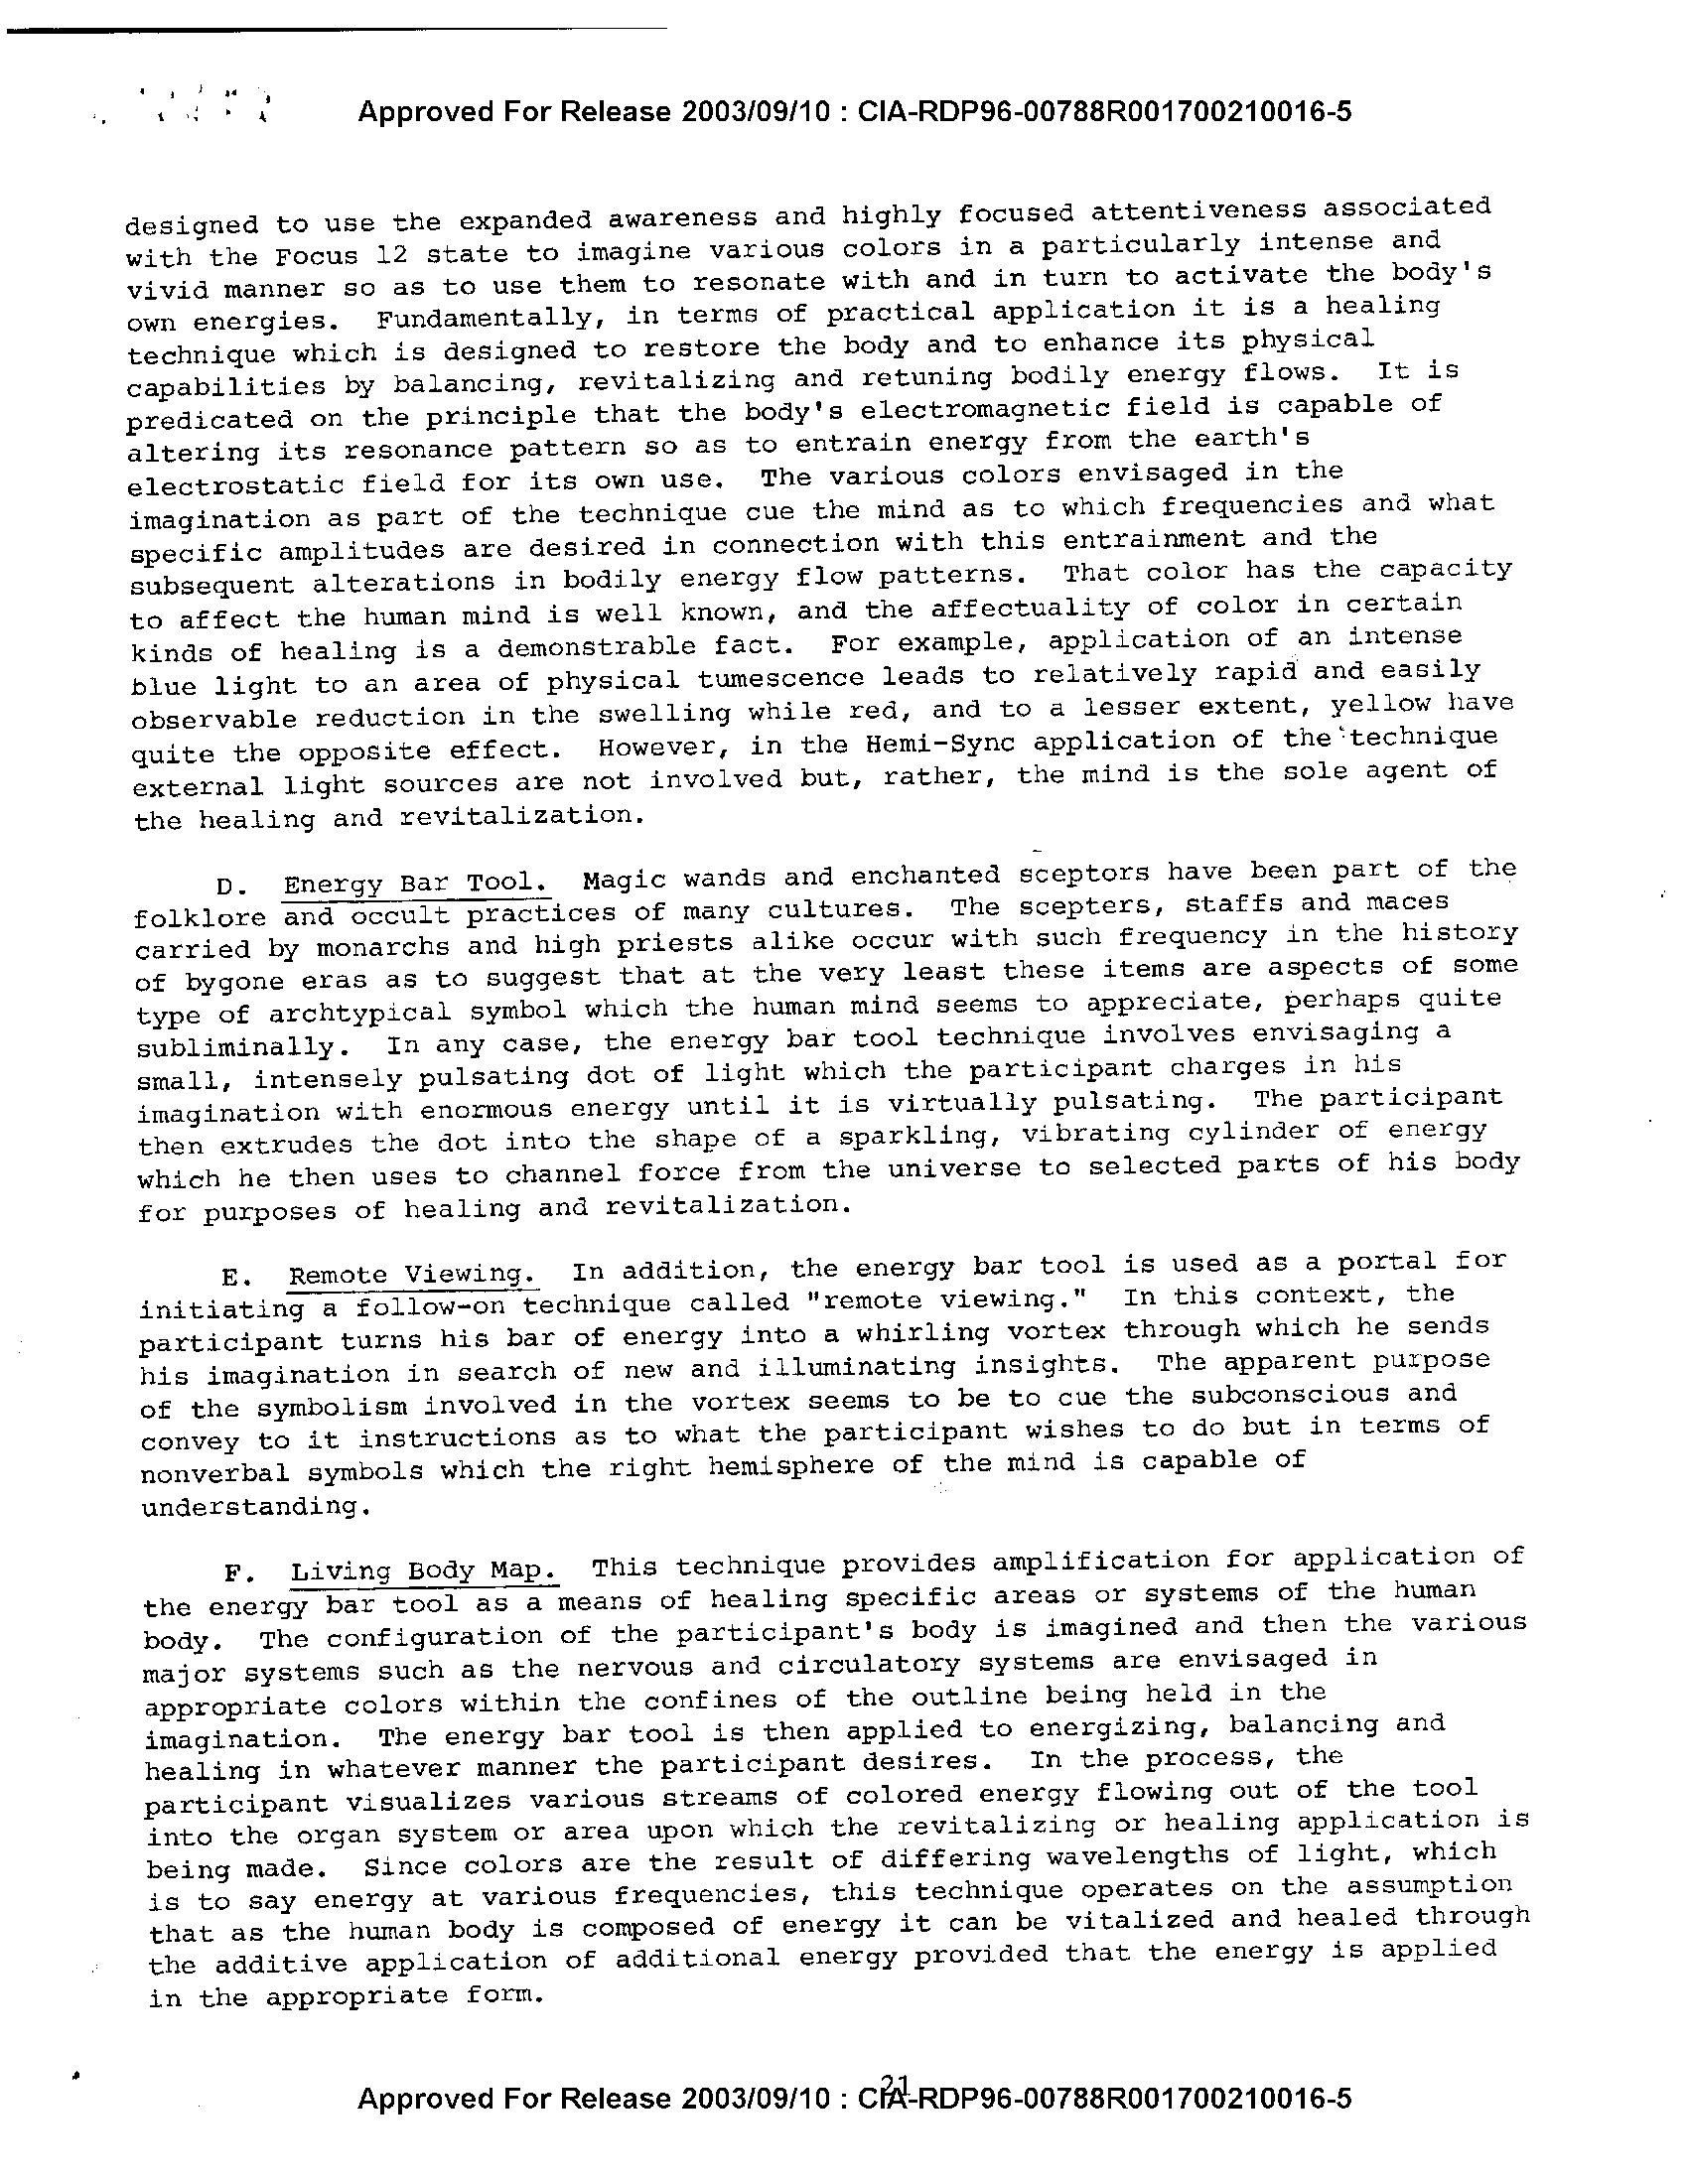 Approved For Release 2003/09/10 : CIA-RDP96-00788R001700210016-5
designed to use the expanded awareness and highly focused attentiveness associated
with the Focus 12 state to imagine various colors in a particularly intense and
vivid manner so as to use them to resonate with and in turn to activate the body's
own energies. Fundamentally, in terms of practical application it is a healing
technique which is designed to restore the body and to enhance its physical
capabilities by balancing, revitalizing and retuning bodily energy flows. It is
predicated on the principle that the body's electromagnetic field is capable of
altering its resonance pattern so as to entrain energy from the earth's
electrostatic field for its own use. The various colors envisaged in the
imagination as part of the technique cue the mind as to which frequencies and what
specific amplitudes are desired in connection with this entrainment and the
subsequent alterations in bodily energy flow patterns. That color has the capacity
to affect the human mind is well known, and the affectuality of color in certain
kinds of healing is a demonstrable fact. For example, application of an intense
blue light to an area of physical tumescence leads to relatively rapid and easily
observable reduction in the swelling while red, and to a lesser extent, yellow have
quite the opposite effect. However, in the Hemi-Sync application of the technique
external light sources are not involved but, rather, the mind is the sole agent of
the healing and revitalization.
D. Energy Bar Tool. Magic wands and enchanted sceptors have been part of the
folklore and occult practices of many cultures. The scepters, staffs and maces
carried by monarchs and high priests alike occur with such frequency in the history
of bygone eras as to suggest that at the very least these items are aspects of some
type of archtypical symbol which the human mind seems to appreciate, perhaps quite
subliminally. In any case, the energy bar tool technique involves envisaging a
small, intensely pulsating dot of light which the participant charges in his
imagination with enormous energy until it is virtually pulsating. The participant
then extrudes the dot into the shape of a sparkling, vibrating cylinder of energy
which he then uses to channel force from the universe to selected parts of his body
for purposes of healing and revitalization.
E. Remote Viewing. In addition, the energy bar tool is used as a portal for
initiating a follow-on technique called "remote viewing." In this context, the
participant turns his bar of energy into a whirling vortex through which he sends
his imagination in search of new and illuminating insights. The apparent purpose
of the symbolism involved in the vortex seems to be to cue the subconscious and
convey to it instructions as to what the participant wishes to do but in terms of
nonverbal symbols which the right hemisphere of the mind is capable of
understanding.
F. Living Body Map. This technique provides amplification for application of
the energy bar tool as a means of healing specific areas or systems of the human
body. The configuration of the participant's body is imagined and then the various
major systems such as the nervous and circulatory systems are envisaged in
appropriate colors within the confines of the outline being held in the
imagination. The energy bar tool is then applied to energizing, balancing and
healing in whatever manner the participant desires. In the process, the
participant visualizes various streams of colored energy flowing out of the tool
into the organ system or area upon which the revitalizing or healing application is
being made. Since colors are the result of differing wavelengths of light, which
is to say energy at various frequencies, this technique operates on the assumption
that as the human body is composed of energy it can be vitalized and healed through
the additive application of additional energy provided that the energy is applied
in the appropriate form.
21
Approved For Release 2003/09/10 : CIA-RDP96-00788R001700210016-5